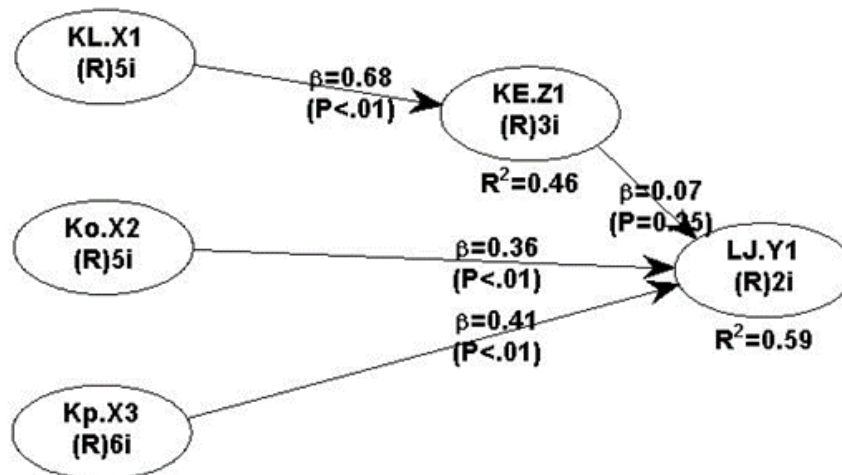 KL.X1
(R)5i
β=0.68
(P<.01)
KE.Z1
(R)3i
R²=0.46
β=0.07
Ko.X2
(R)5i
β=0.36
(P<.01)
LJ.Y1
(R)2i
R²=0.59
β=0.41
(P<.01)
Kp.X3
(R)6i